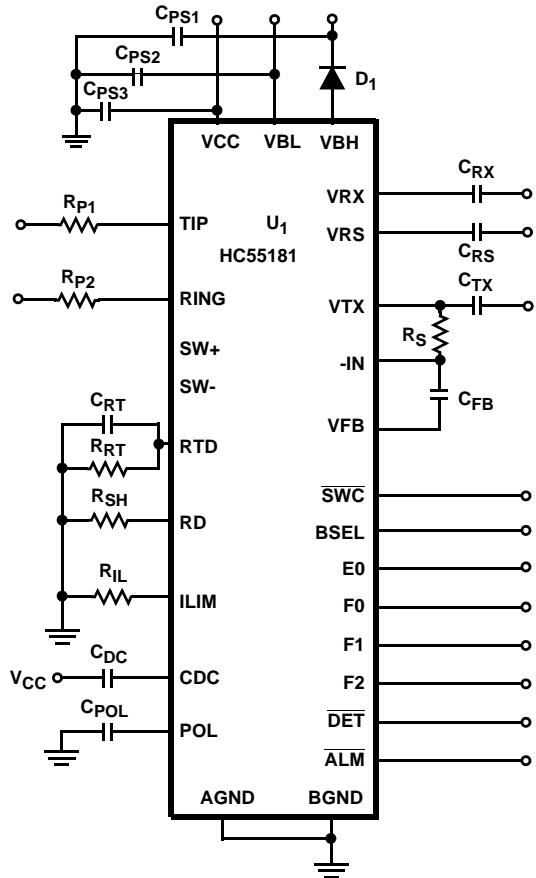 CPS1
CPS2
D1
CPS3
VCC VBL VBH
CRX
VRX
RP1
TIP
U1
HC55181
VRS
CRS
CTX
RP2
RING
VTX
RS
SW+
-IN
SW-
CFB
CRT
RTD
VFB
RRT
RSH
SWC
RD
BSEL
E0
RIL
ILIM
F0
F1
CDC
VCC
CDC
F2
CPOL
POL
DET
ALM
AGND BGND